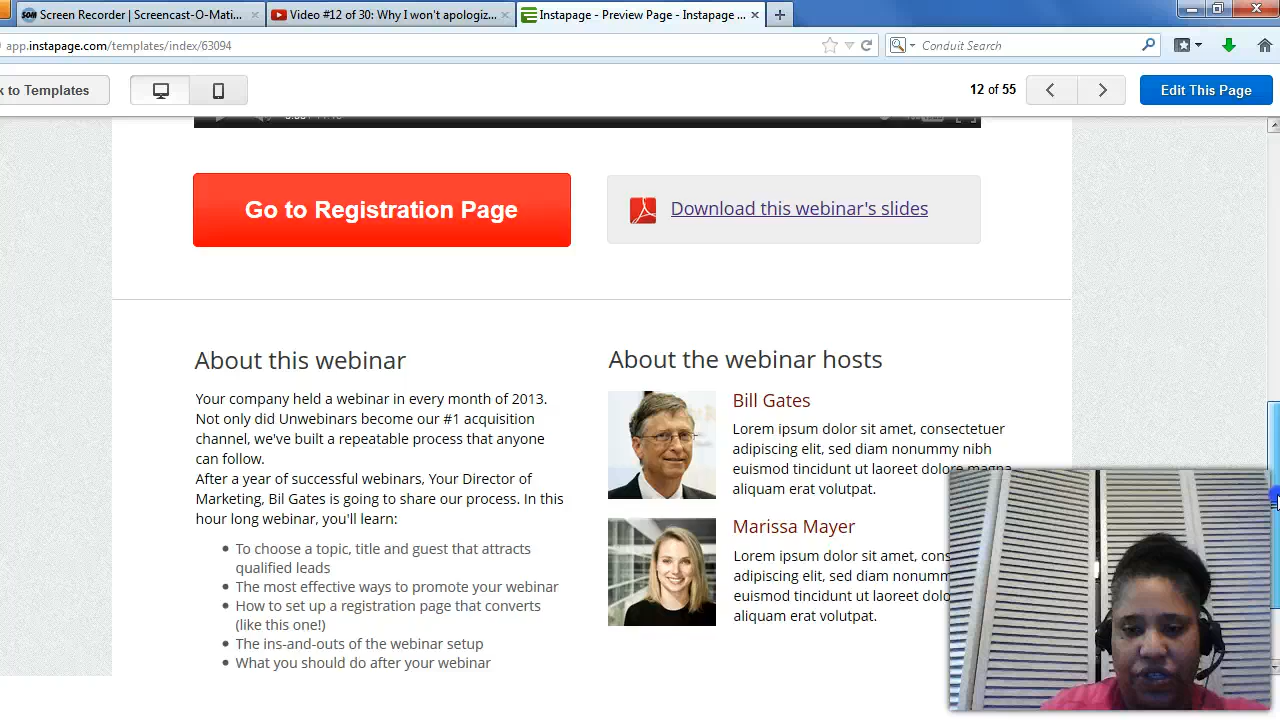 Screen Recorder | Screencast-O-Mati...
Video #12 of 30: Why I won't apologiz...
Instapage - Preview Page - Instapage ...
app.instapage.com/templates/index/63094
Conduit Search
k to Templates
12 of 55
Edit This Page
Go to Registration Page
Download this webinar's slides
About this webinar
Your company held a webinar in every month of 2013.
Not only did Unwebinars become our #1 acquisition
channel, we've built a repeatable process that anyone
can follow.
After a year of successful webinars, Your Director of
Marketing, Bil Gates is going to share our process. In this
hour long webinar, you'll learn:
To choose a topic, title and guest that attracts
qualified leads
The most effective ways to promote your webinar
How to set up a registration page that converts
(like this one!)
The ins-and-outs of the webinar setup
What you should do after your webinar
About the webinar hosts
Bill Gates
Lorem ipsum dolor sit amet, consectetuer
adipiscing elit, sed diam nonummy nibh
euismod tincidunt ut laoreet dolore magna
aliquam erat volutpat.
Marissa Mayer
Lorem ipsum dolor sit amet, cons
adipiscing elit, sed diam nonumm
euismod tincidunt ut laoreet dolo
aliquam erat volutpat.